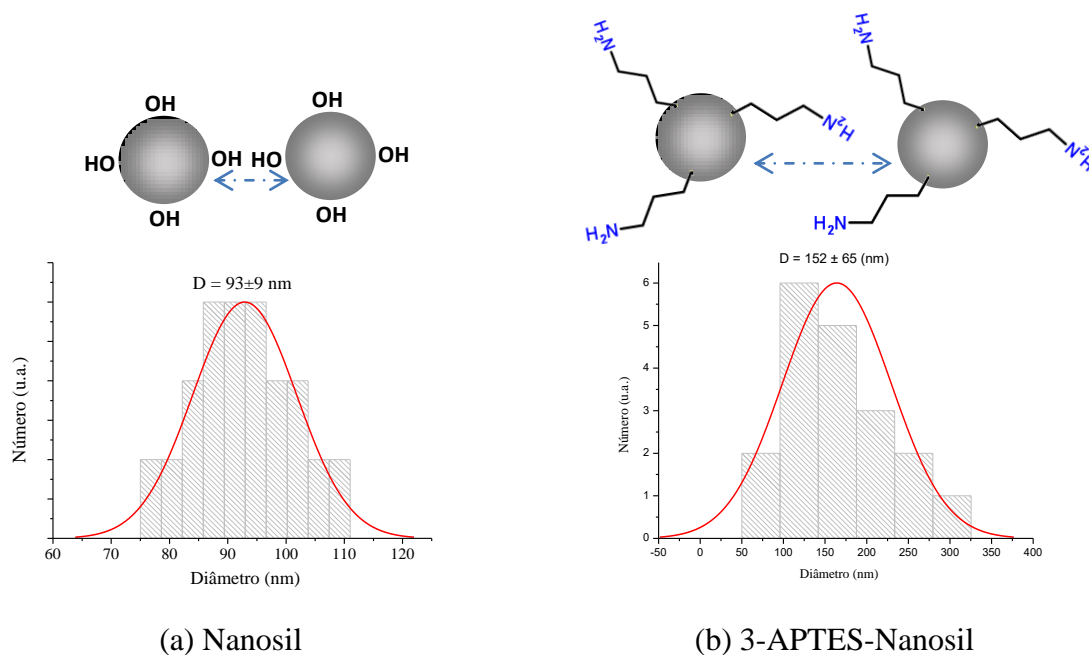 OH
OH
HO
OH
HO
OH
OH
OH
D = 93±9 nm
Número (u.a.)
60 70 80 90 100 110 120
Diâmetro (nm)
(a) Nanosil
H₂N
H₂N
H₂N
H₂N
H₂N
H₂N
D = 152 ± 65 (nm)
6
5
4
3
2
1
0
Número (u.a.)
-50 0 50 100 150 200 250 300 350 400
Diâmetro (nm)
(b) 3-APTES-Nanosil